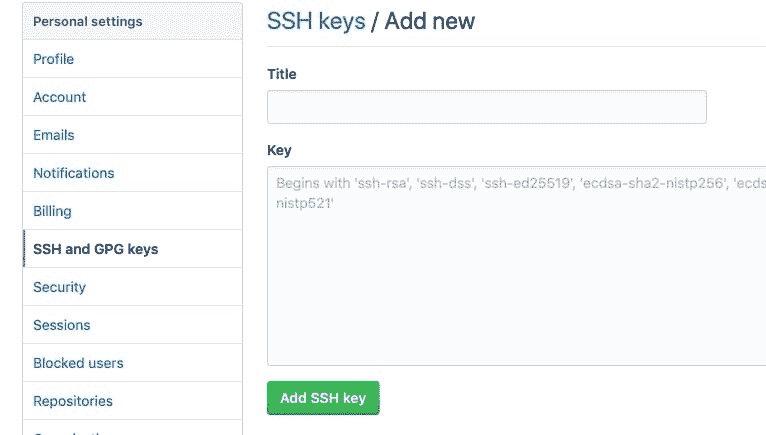 Personal settings
Profile
Account
Emails
Notifications
Billing
SSH and GPG keys
Security
Sessions
Blocked users
Repositories
SSH keys / Add new
Title
Key
Begins with 'ssh-rsa', 'ssh-dss', 'ssh-ed25519', 'ecdsa-sha2-nistp256', 'ecds
nistp521'
Add SSH key